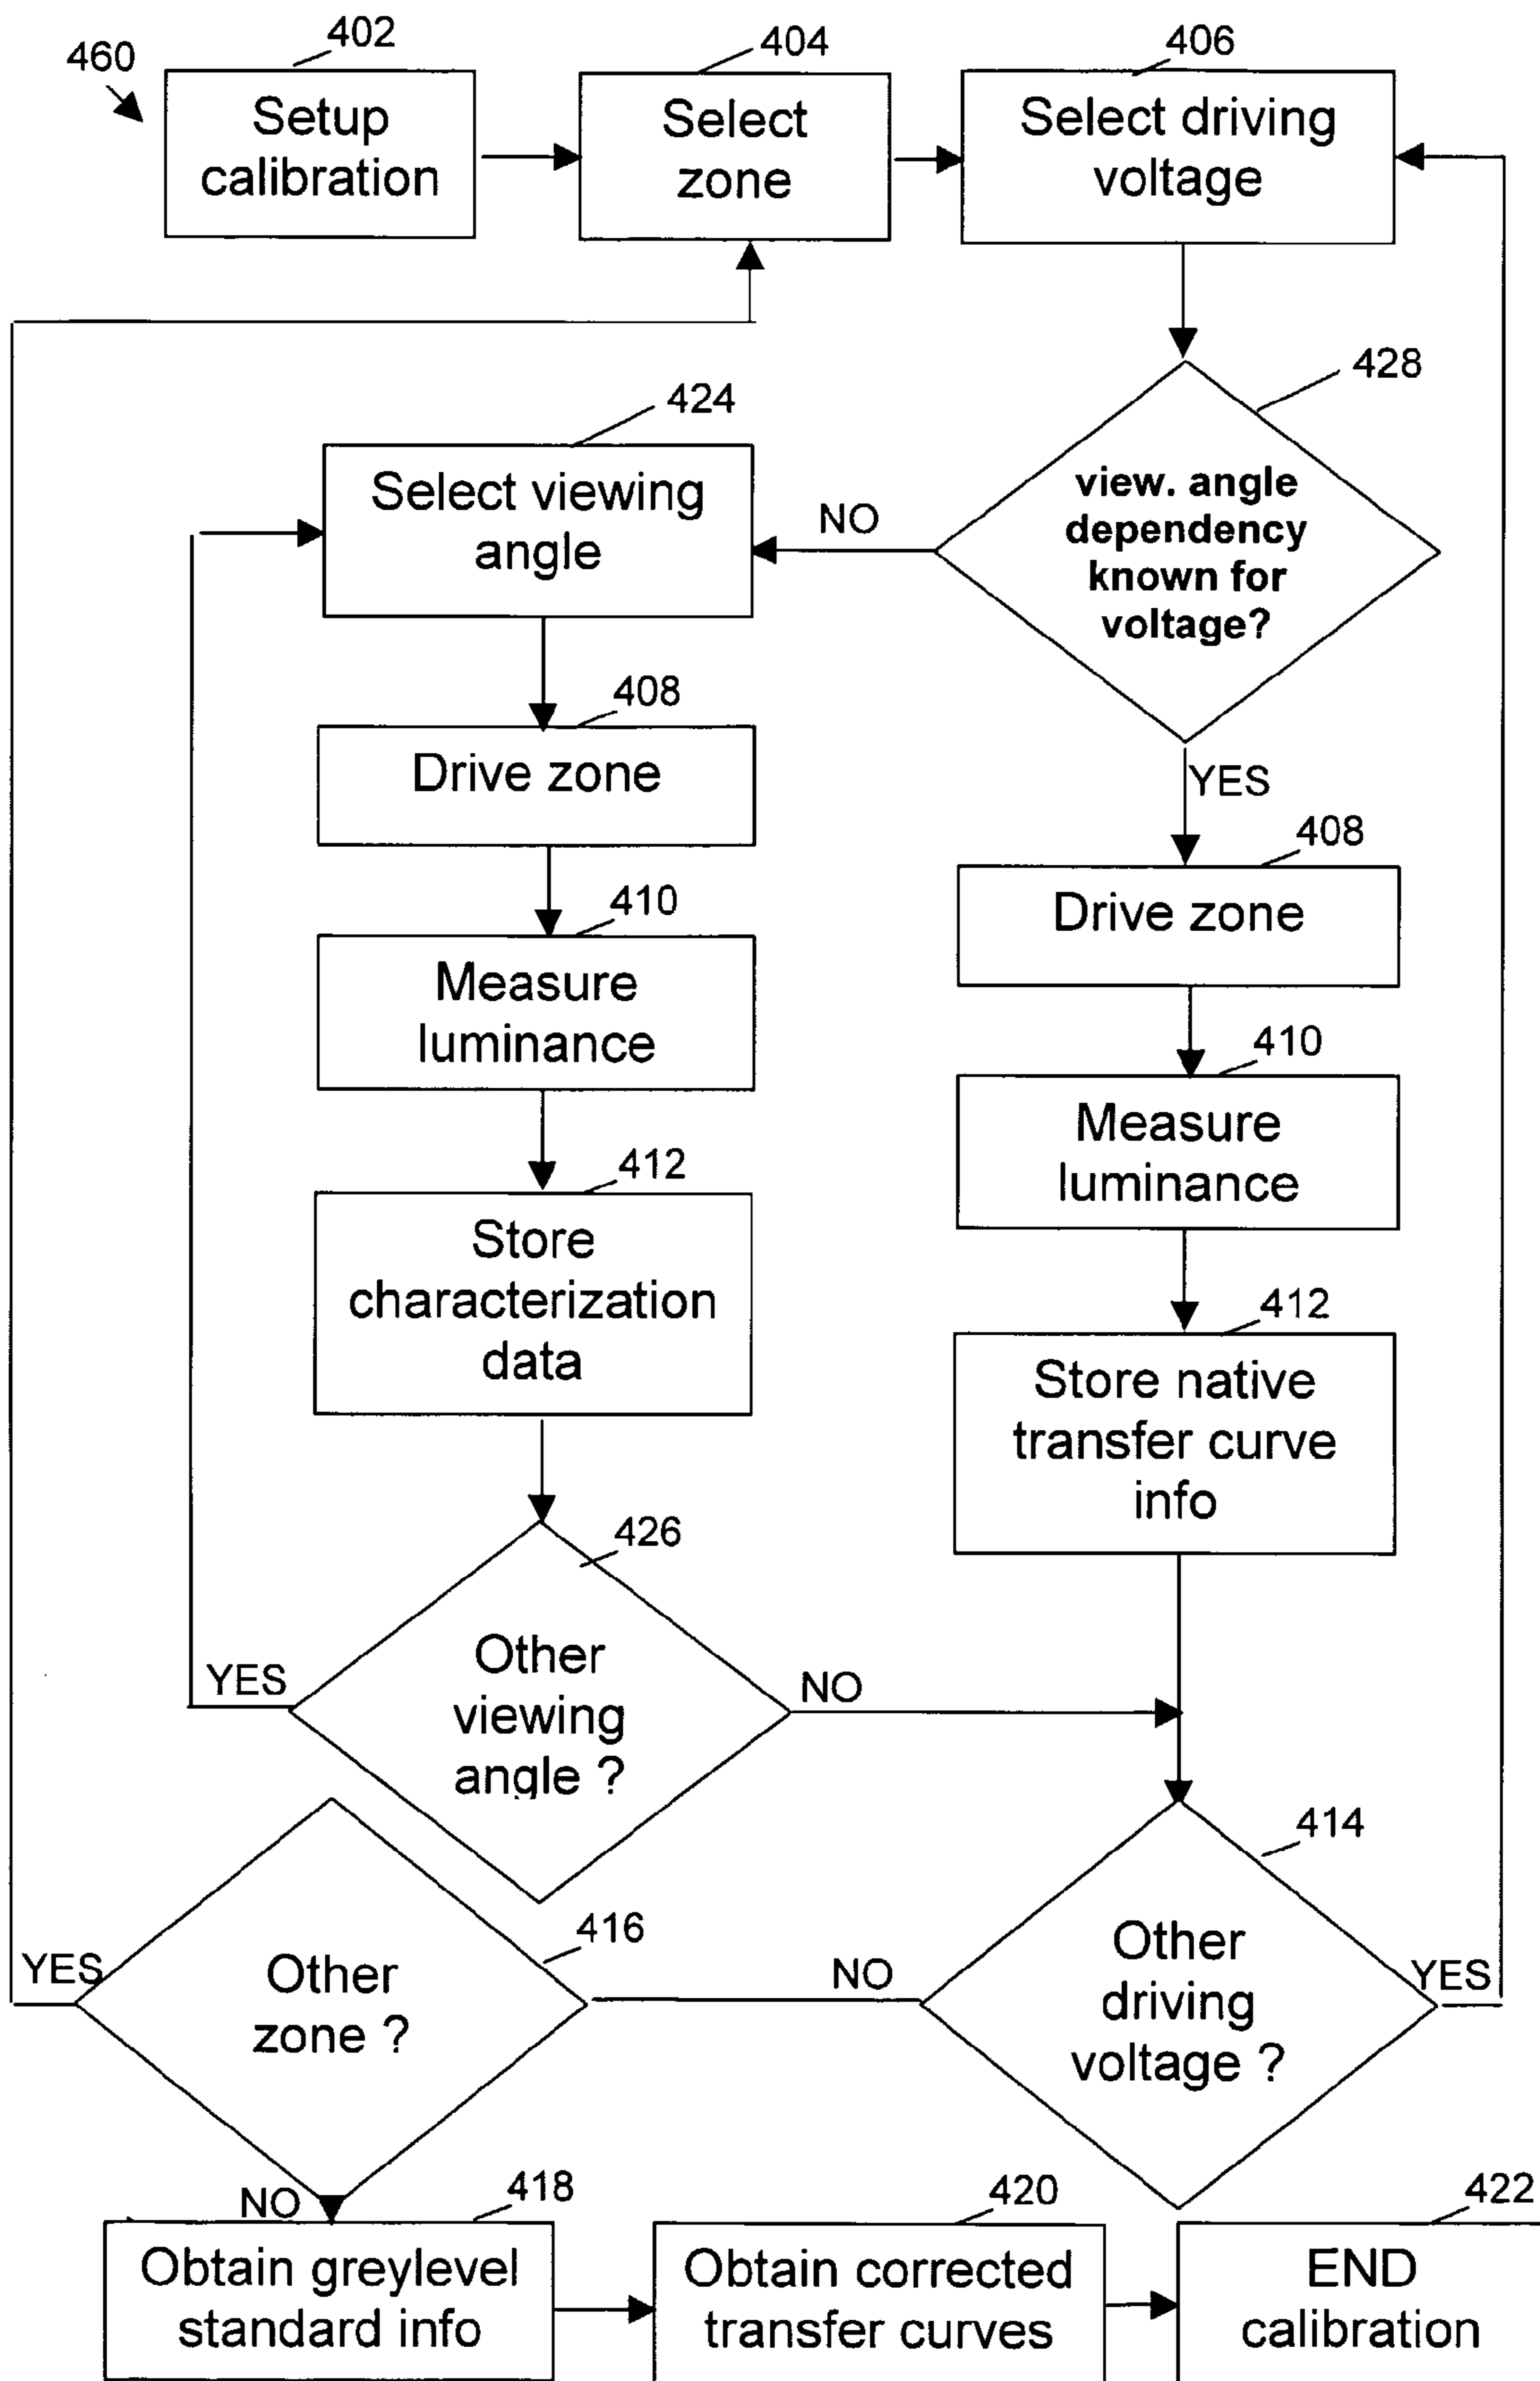 460
402
404
406
Setup
calibration
Select
zone
Select driving
voltage
428
view. angle
dependency
known for
voltage?
424
Select viewing
angle
NO
YES
408
Drive zone
408
Drive zone
410
Measure
luminance
410
Measure
luminance
412
Store
characterization
data
412
Store native
transfer curve
info
426
Other
viewing
angle ?
YES
NO
414
Other
driving
voltage ?
YES
NO
416
Other
zone ?
YES
NO
418
Obtain greylevel
standard info
420
Obtain corrected
transfer curves
422
END
calibration